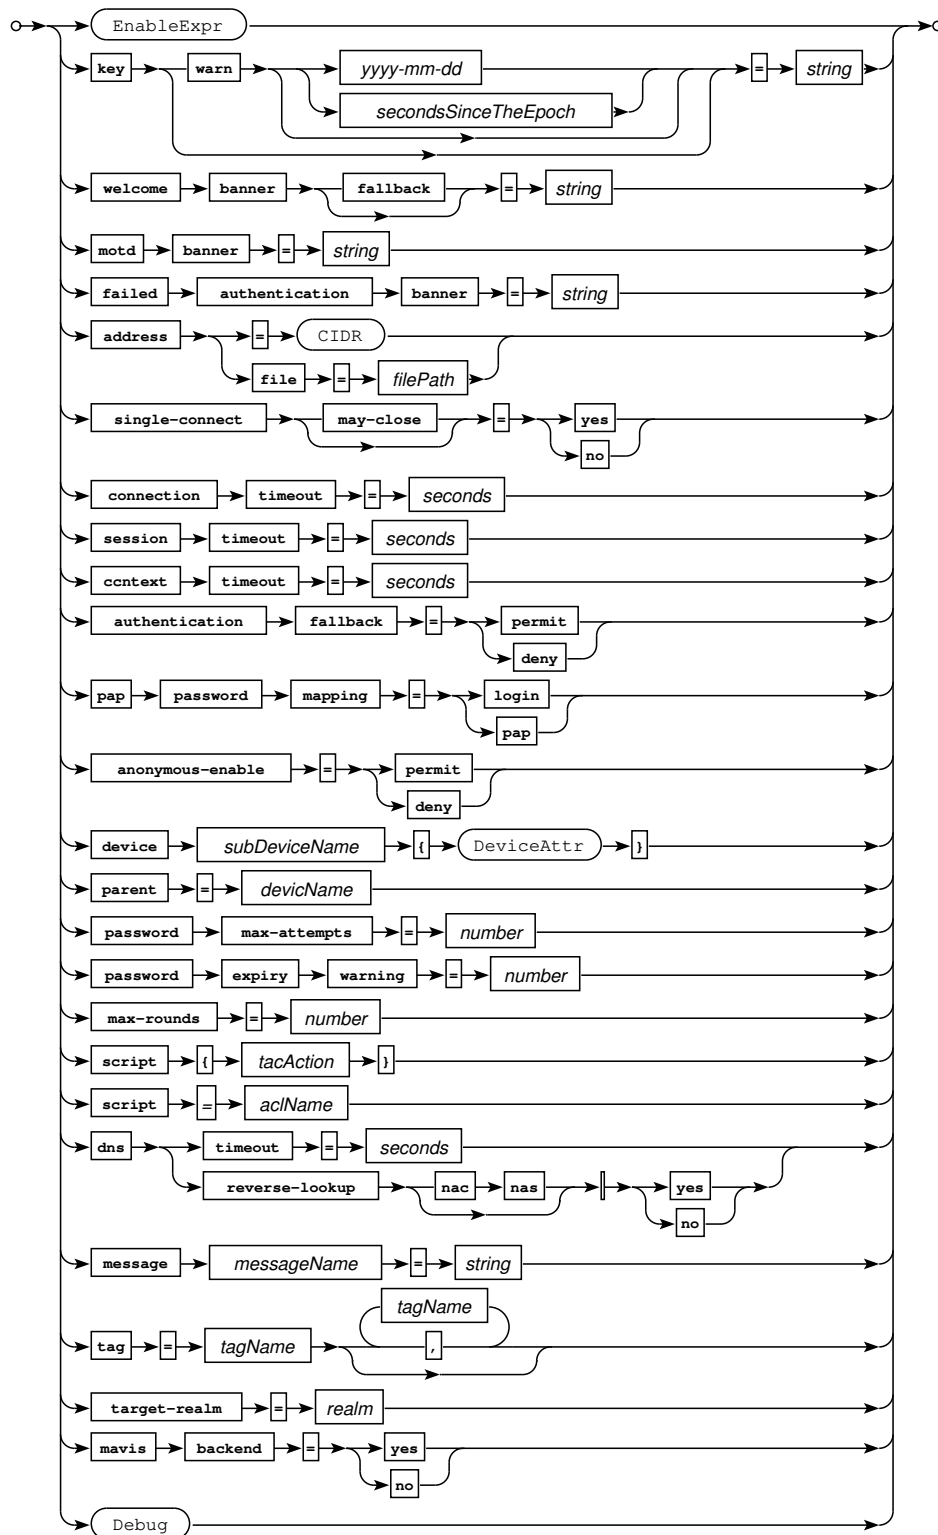 EnableExpr
key warn yyyy-mm-dd = string
secondsSinceTheEpoch
welcome banner fallback = string
motd banner = string
failed authentication banner = string
address = CIDR
file = filePath
single-connect may-close = yes
no
connection timeout = seconds
session timeout = seconds
ccntext timeout = seconds
authentication fallback = permit
deny
pap password mapping = login
pap
anonymous-enable = permit
deny
device subDeviceName { DeviceAttr }
parent = devicName
password max-attempts = number
password expiry warning = number
max-rounds = number
script { tacAction }
script = aclName
dns timeout = seconds
reverse-lookup nac nas yes
no
message messageName = string
tagName
tag = tagName ,
target-realm = realm
mavis backend = yes
no
Debug